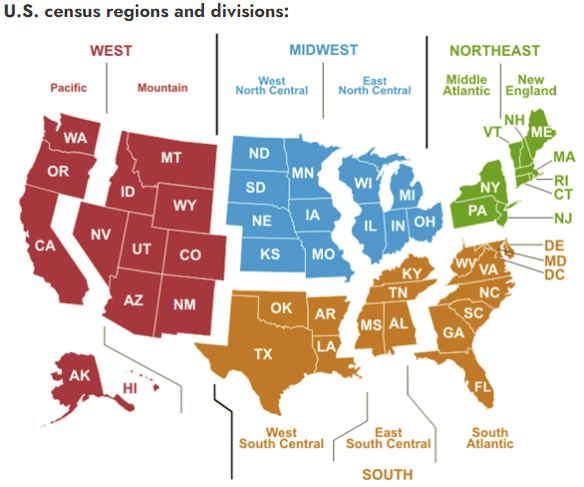 U.S. census regions and divisions:
WEST
MIDWEST
NORTHEAST
Pacific
Mountain
West
North Central
East
North Central
Middle
Atlantic
New
England
WA
OR
CA
MT
ID
WY
NV
UT
CO
AZ
NM
AK
HI
ND
SD
NE
KS
MN
IA
MO
WI
MI
IL
IN
OH
NH
VT
ME
MA
RI
CT
NY
PA
NJ
DE
MD
DC
WV
VA
KY
TN
NC
SC
GA
FL
OK
AR
TX
LA
MS
AL
West
South Central
East
South Central
South
Atlantic
SOUTH